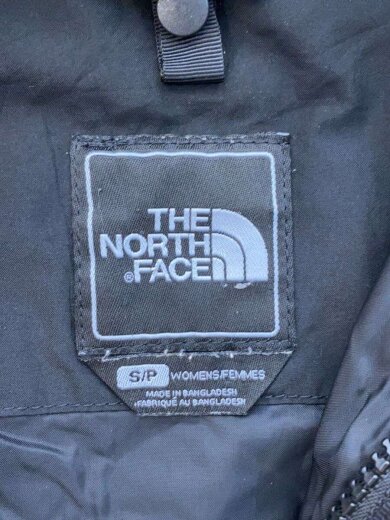 THE
NORTH
®FACE
S/P WOMENS/FEMMES
MADE IN BANGLADESH
FABRIQUÉ AU BANGLADESH